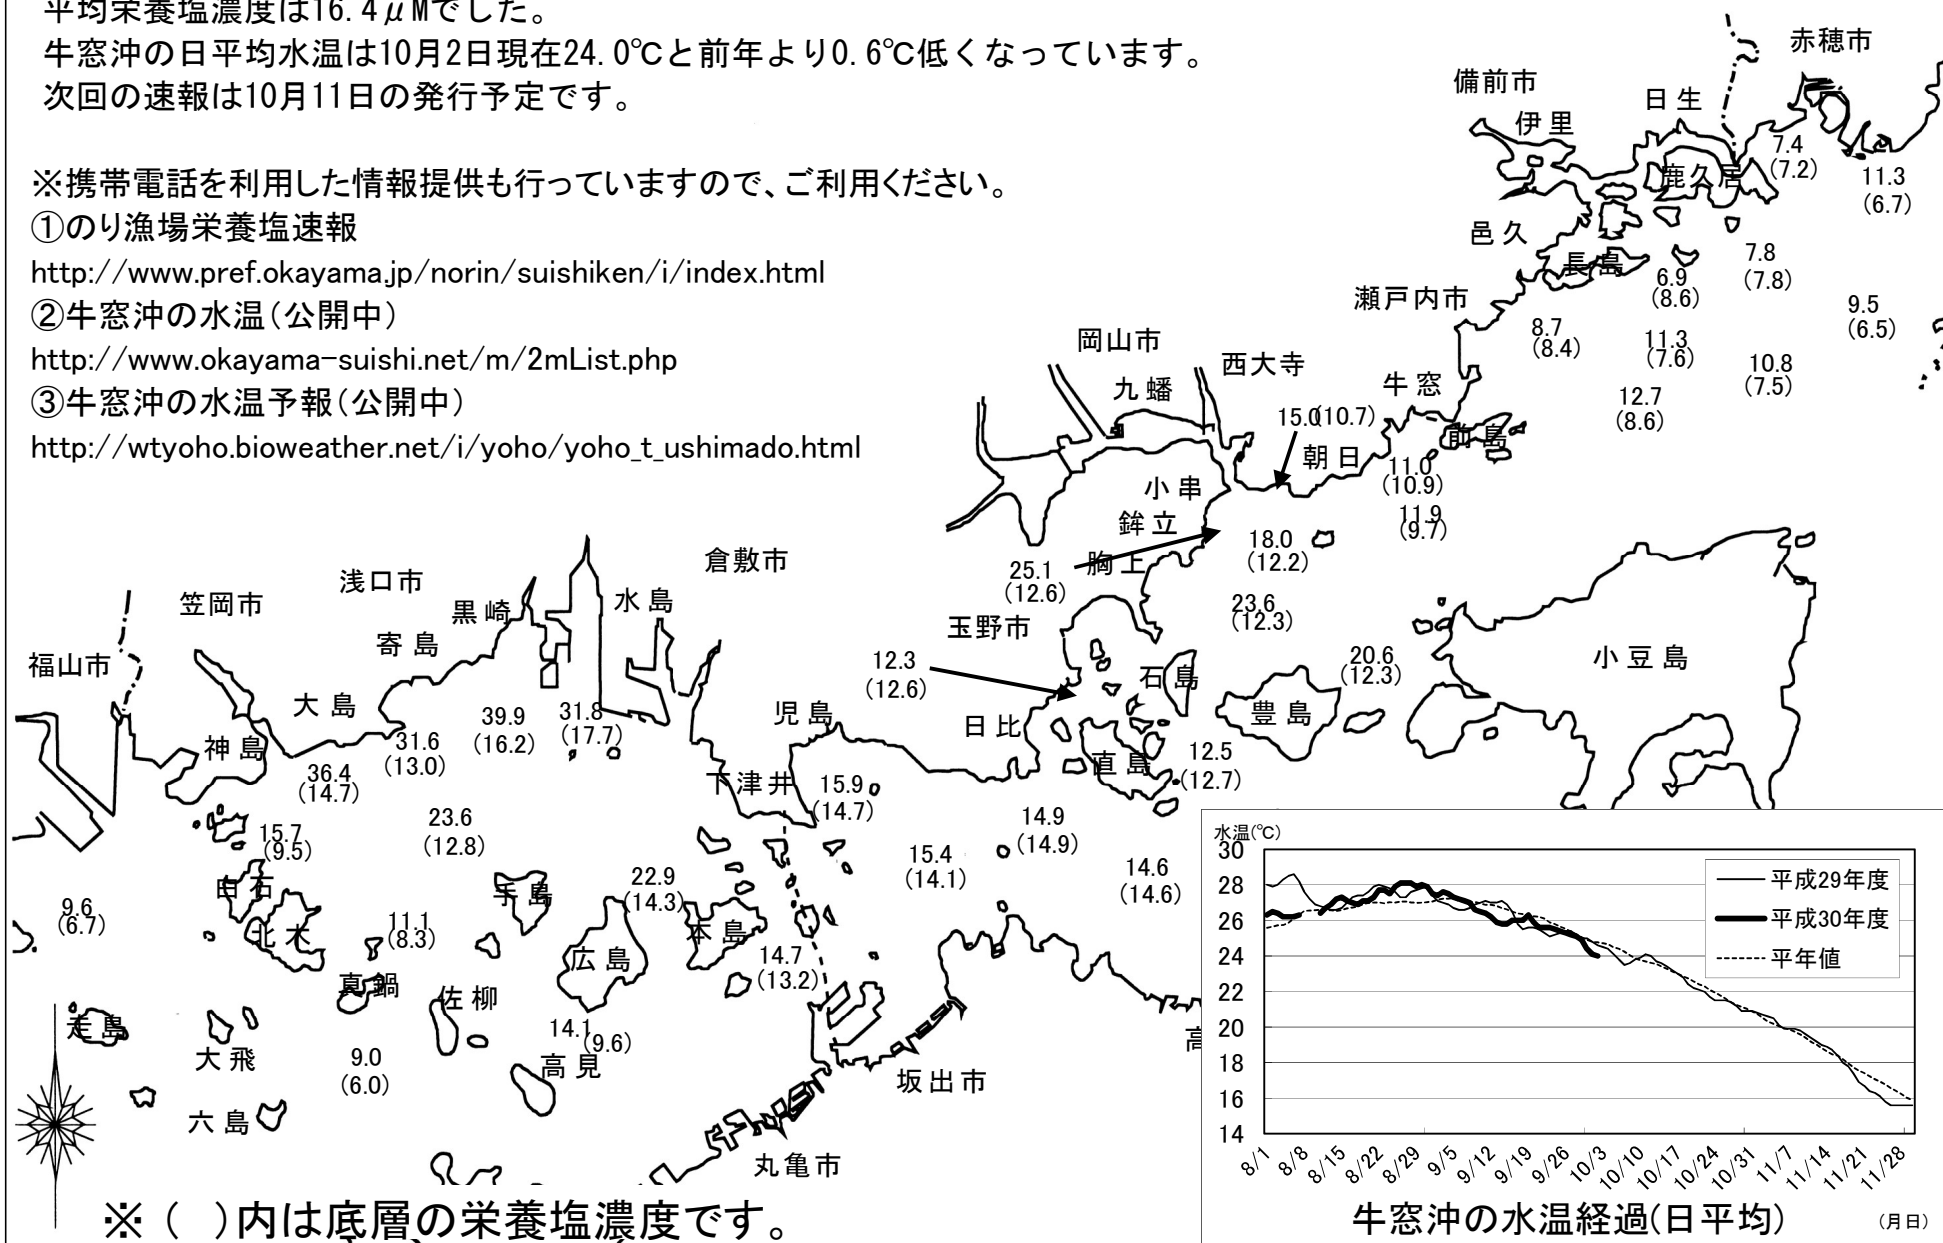 平均栄養塩濃度は16.4μMでした。
牛窓沖の日平均水温は10月2日現在24.0℃と前年より0.6℃低くなっています。
次回の速報は10月11日の発行予定です。
※携帯電話を利用した情報提供も行っていますので、ご利用ください。
①のり漁場栄養塩速報
http://www.pref.okayama.jp/norin/suishiken/i/index.html
②牛窓沖の水温(公開中)
http://www.okayama-suishi.net/m/2mList.php
③牛窓沖の水温予報(公開中)
http://wtyoho.bioweather.net/i/yoho/yoho_t_ushimado.html
赤穂市
備前市
日生
伊里
7.4
(7.2)
鹿久居
11.3
(6.7)
邑久
長島
7.8
(7.8)
6.9
(8.6)
瀬戸内市
9.5
(6.5)
8.7
(8.4)
11.3
(7.6)
10.8
(7.5)
岡山市
西大寺
九蟠
牛窓
12.7
(8.6)
15.0(10.7)
前島
朝日
11.0
(10.9)
小串
鉾立
11.9
(9.7)
18.0
(12.2)
胸上
25.1
(12.6)
23.6
(12.3)
倉敷市
浅口市
笠岡市
黒崎
水島
寄島
玉野市
福山市
12.3
(12.6)
石島
20.6
(12.3)
小豆島
大島
39.9
(16.2)
31.8
(17.7)
児島
日比
豊島
神島
31.6
(13.0)
36.4
(14.7)
直島
12.5
(12.7)
下津井
15.9
(14.7)
23.6
(12.8)
15.7
(9.5)
14.9
(14.9)
15.4
(14.1)
14.6
(14.6)
白石
手島
22.9
(14.3)
9.6
(6.7)
北木
11.1
(8.3)
本島
広島
14.7
(13.2)
真鍋
佐柳
走島
14.1
(9.6)
高
大飛
9.0
(6.0)
高見
坂出市
六島
丸亀市
※( )内は底層の栄養塩濃度です。
水温(℃)
30
28
26
24
22
20
18
16
14
平成29年度
平成30年度
平年値
8/1
8/8
8/15
8/22
8/29
9/5
9/12
9/19
9/26
10/3
10/10
10/17
10/24
10/31
11/7
11/14
11/21
11/28
牛窓沖の水温経過(日平均)
(月日)